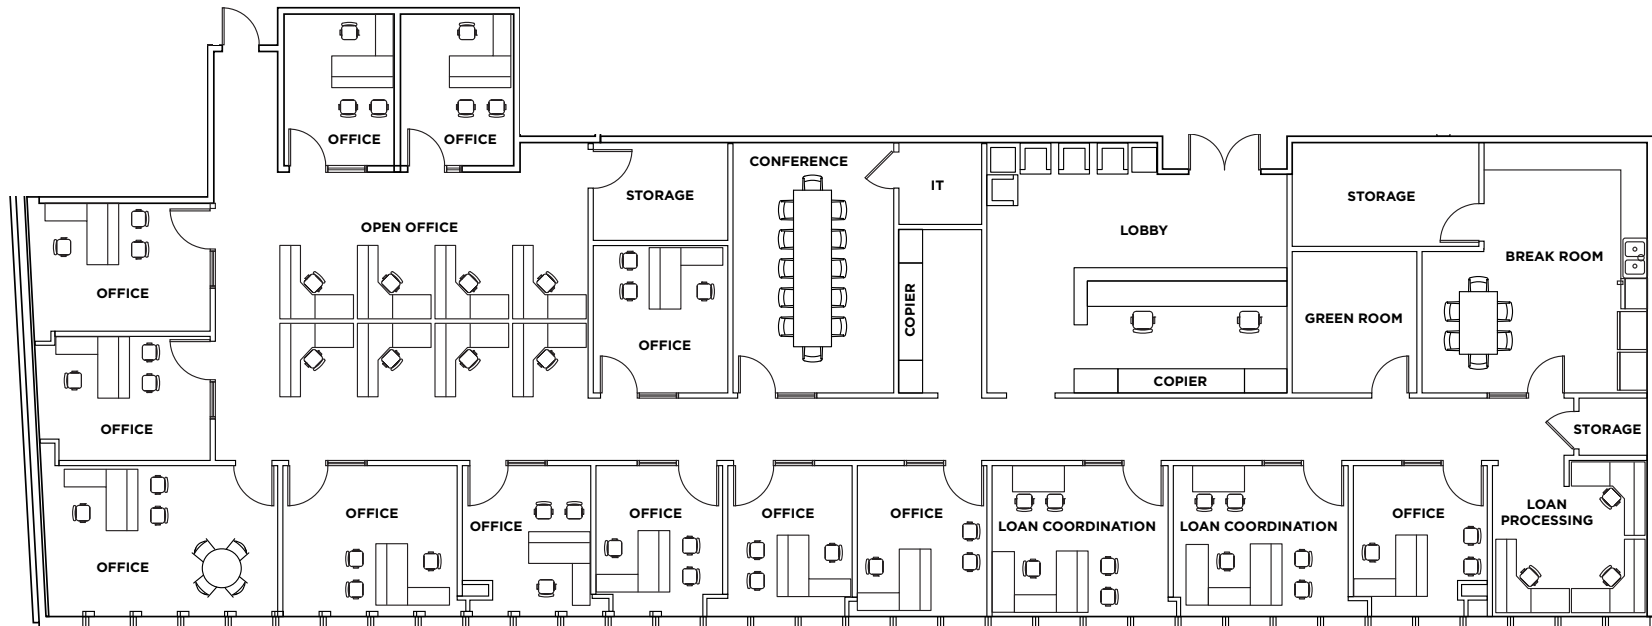 OFFICE
OFFICE
CONFERENCE
IT
STORAGE
STORAGE
OPEN OFFICE
LOBBY
BREAK ROOM
OFFICE
COPIER
GREEN ROOM
OFFICE
COPIER
OFFICE
STORAGE
OFFICE
OFFICE
OFFICE
OFFICE
OFFICE
OFFICE
LOAN COORDINATION
LOAN COORDINATION
OFFICE
LOAN
PROCESSING